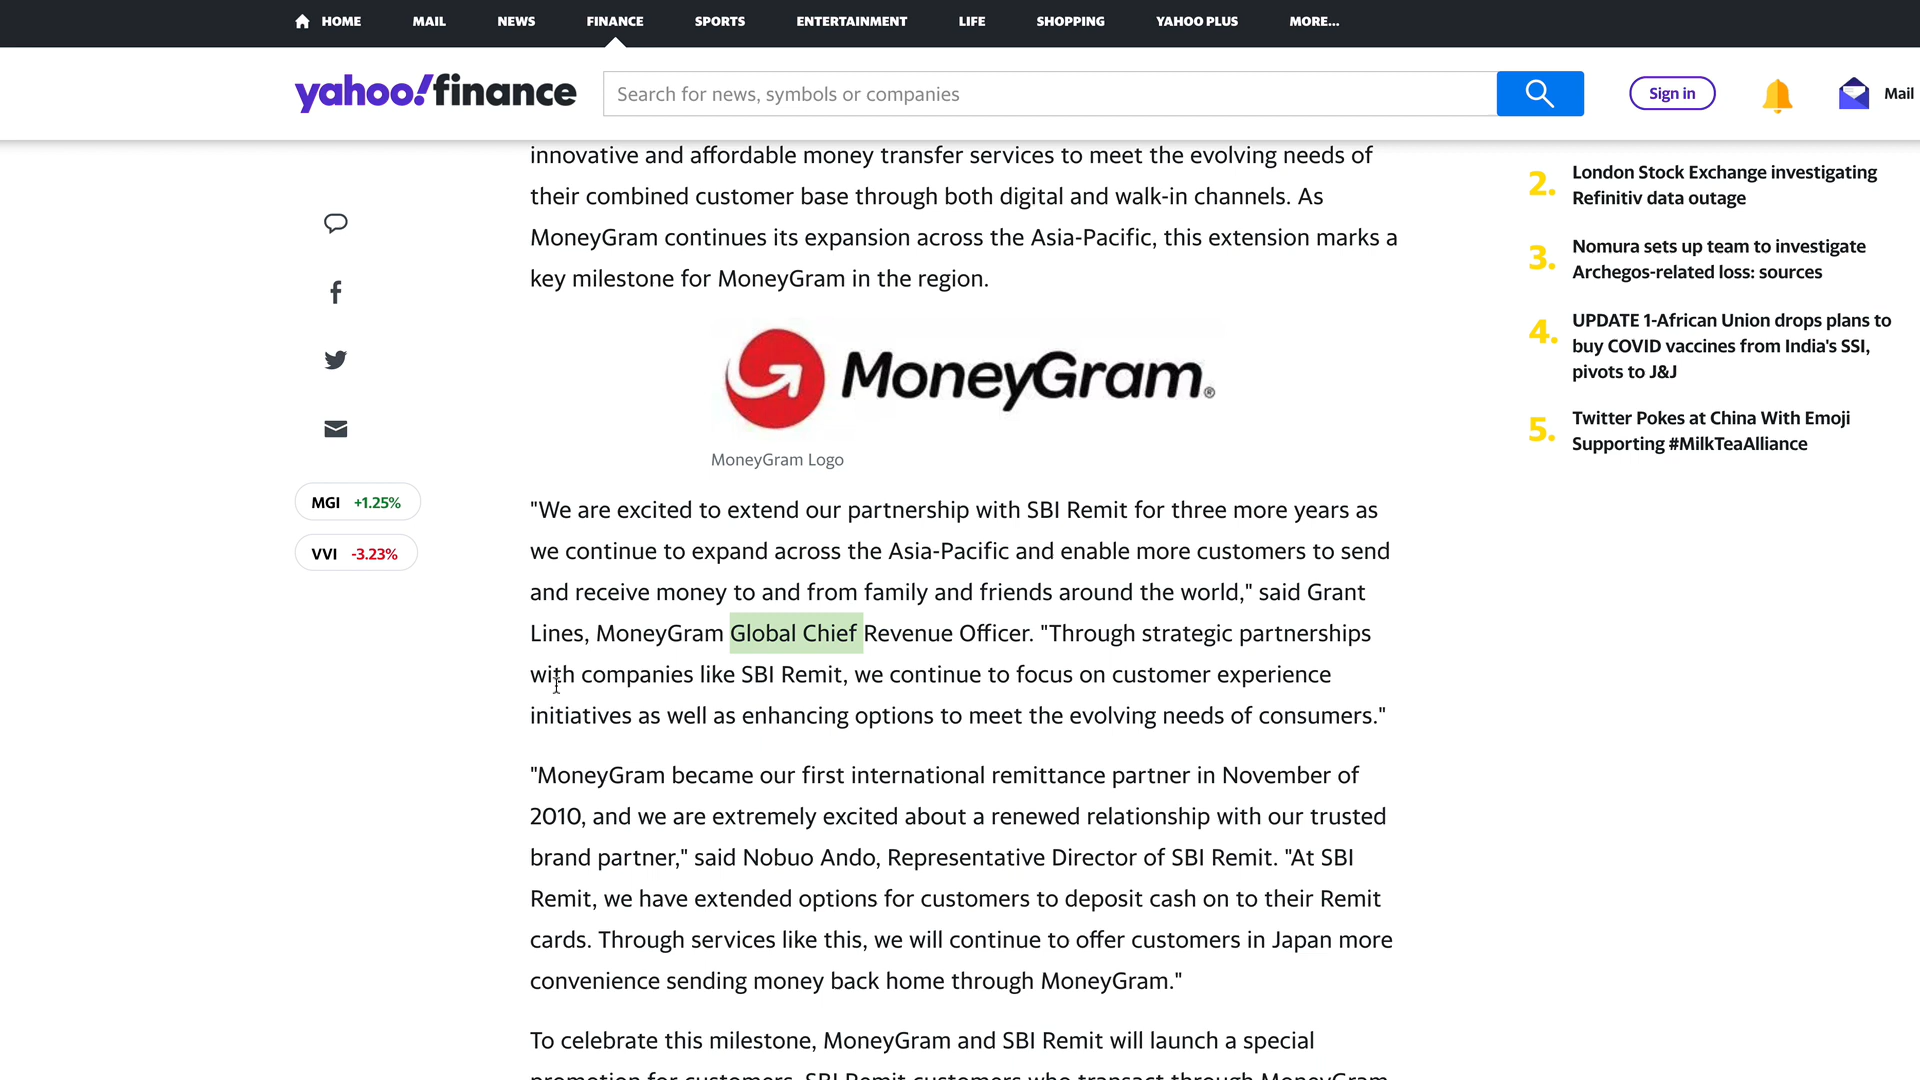 HOME MAIL NEWS FINANCE SPORTS ENTERTAINMENT LIFE SHOPPING YAHOO PLUS MORE...
yahoo!finance
Search for news, symbols or companies
Sign in
Mail
innovative and affordable money transfer services to meet the evolving needs of
their combined customer base through both digital and walk-in channels. As
MoneyGram continues its expansion across the Asia-Pacific, this extension marks a
key milestone for MoneyGram in the region.
MoneyGram®
MoneyGram Logo
MGI +1.25%
VVI -3.23%
"We are excited to extend our partnership with SBI Remit for three more years as
we continue to expand across the Asia-Pacific and enable more customers to send
and receive money to and from family and friends around the world," said Grant
Lines, MoneyGram Global Chief Revenue Officer. "Through strategic partnerships
with companies like SBI Remit, we continue to focus on customer experience
initiatives as well as enhancing options to meet the evolving needs of consumers."
"MoneyGram became our first international remittance partner in November of
2010, and we are extremely excited about a renewed relationship with our trusted
brand partner," said Nobuo Ando, Representative Director of SBI Remit. "At SBI
Remit, we have extended options for customers to deposit cash on to their Remit
cards. Through services like this, we will continue to offer customers in Japan more
convenience sending money back home through MoneyGram."
To celebrate this milestone, MoneyGram and SBI Remit will launch a special
promotion for customers. SBI Remit customers who transact through MoneyGram
2. London Stock Exchange investigating
Refinitiv data outage
3. Nomura sets up team to investigate
Archegos-related loss: sources
4. UPDATE 1-African Union drops plans to
buy COVID vaccines from India's SSI,
pivots to J&J
5. Twitter Pokes at China With Emoji
Supporting #MilkTeaAlliance